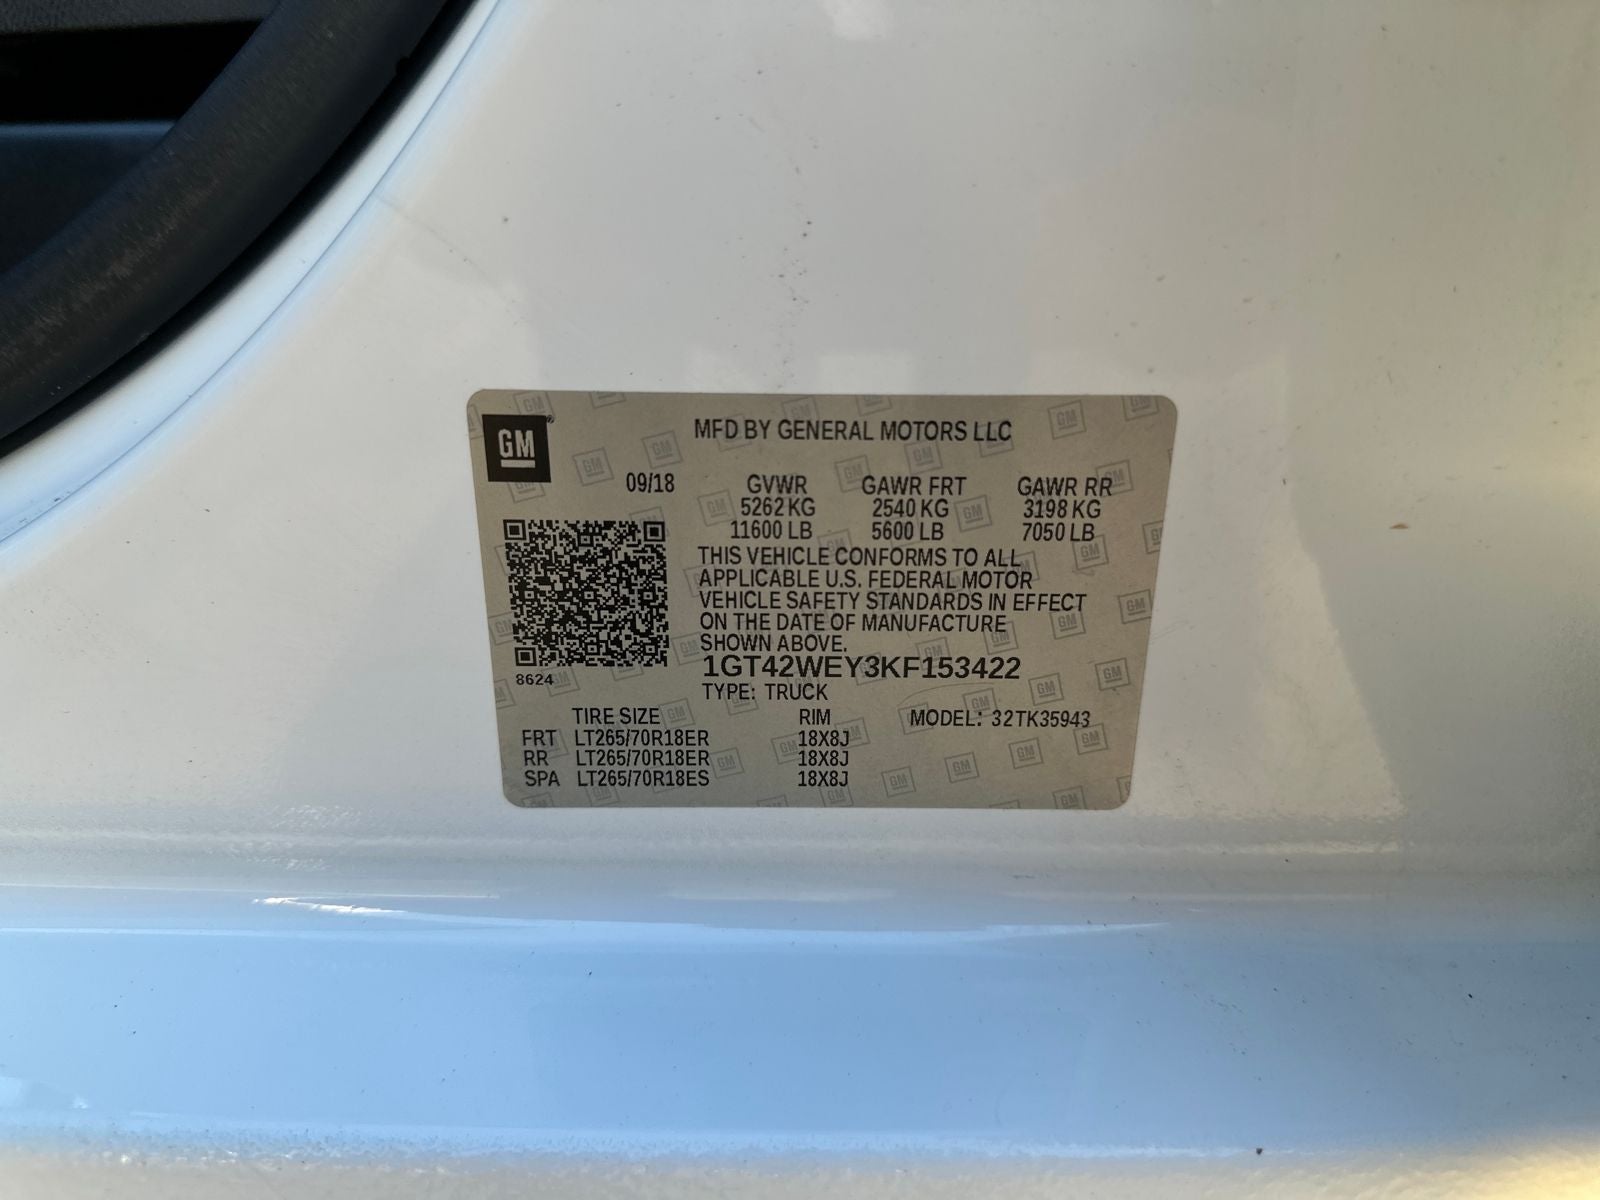 GM
MFD BY GENERAL MOTORS LLC
09/18 GVWR GAWR FRT GAWR RR
5262 KG 2540 KG 3198 KG
11600 LB 5600 LB 7050 LB
THIS VEHICLE CONFORMS TO ALL
APPLICABLE U.S. FEDERAL MOTOR
VEHICLE SAFETY STANDARDS IN EFFECT
ON THE DATE OF MANUFACTURE
SHOWN ABOVE.
8624
1GT42WEY3KF153422
TYPE: TRUCK
TIRE SIZE RIM MODEL: 32TK35943
FRT LT265/70R18ER 18X8J
RR LT265/70R18ER 18X8J
SPA LT265/70R18ES 18X8J